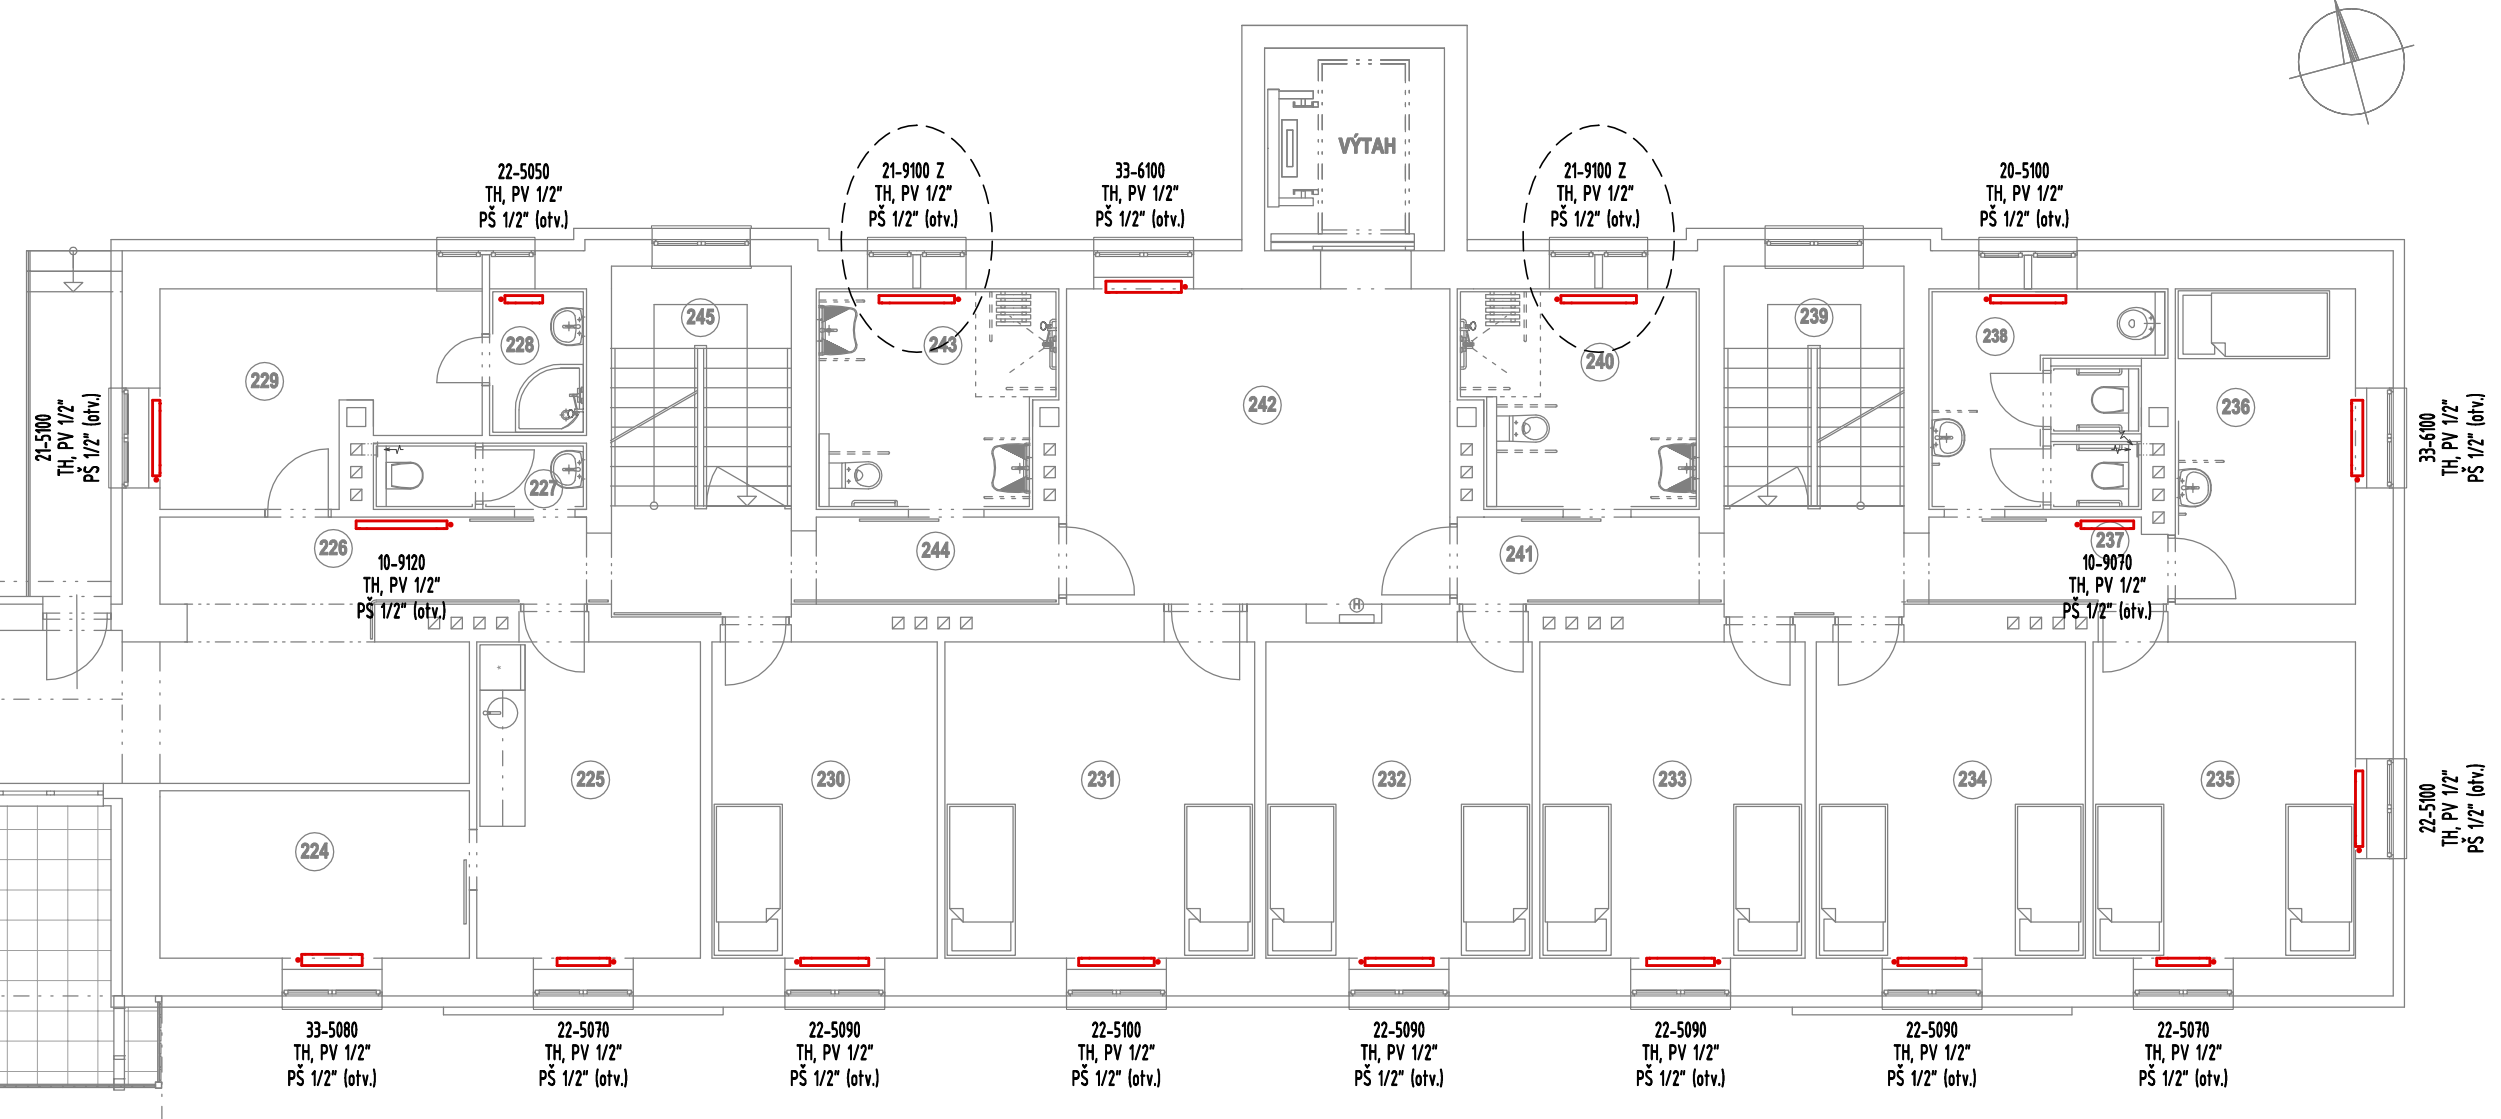 VÝTAH
22-5050
TH, PV 1/2"
PŠ 1/2" (otv.)
21-9100 Z
TH, PV 1/2"
PŠ 1/2" (otv.)
33-6100
TH, PV 1/2"
PŠ 1/2" (otv.)
21-9100 Z
TH, PV 1/2"
PŠ 1/2" (otv.)
20-5100
TH, PV 1/2"
PŠ 1/2" (otv.)
245
239
228
243
240
238
229
242
236
21-5100
TH, PV 1/2"
PŠ 1/2" (otv.)
33-6100
TH, PV 1/2"
PŠ 1/2" (otv.)
227
226
244
241
237
10-9120
TH, PV 1/2"
PŠ 1/2" (otv.)
10-9070
TH, PV 1/2"
PŠ 1/2" (otv.)
H
225
230
231
232
233
234
235
22-5100
TH, PV 1/2"
PŠ 1/2" (otv.)
224
33-5080
TH, PV 1/2"
PŠ 1/2" (otv.)
22-5070
TH, PV 1/2"
PŠ 1/2" (otv.)
22-5090
TH, PV 1/2"
PŠ 1/2" (otv.)
22-5100
TH, PV 1/2"
PŠ 1/2" (otv.)
22-5090
TH, PV 1/2"
PŠ 1/2" (otv.)
22-5090
TH, PV 1/2"
PŠ 1/2" (otv.)
22-5090
TH, PV 1/2"
PŠ 1/2" (otv.)
22-5070
TH, PV 1/2"
PŠ 1/2" (otv.)